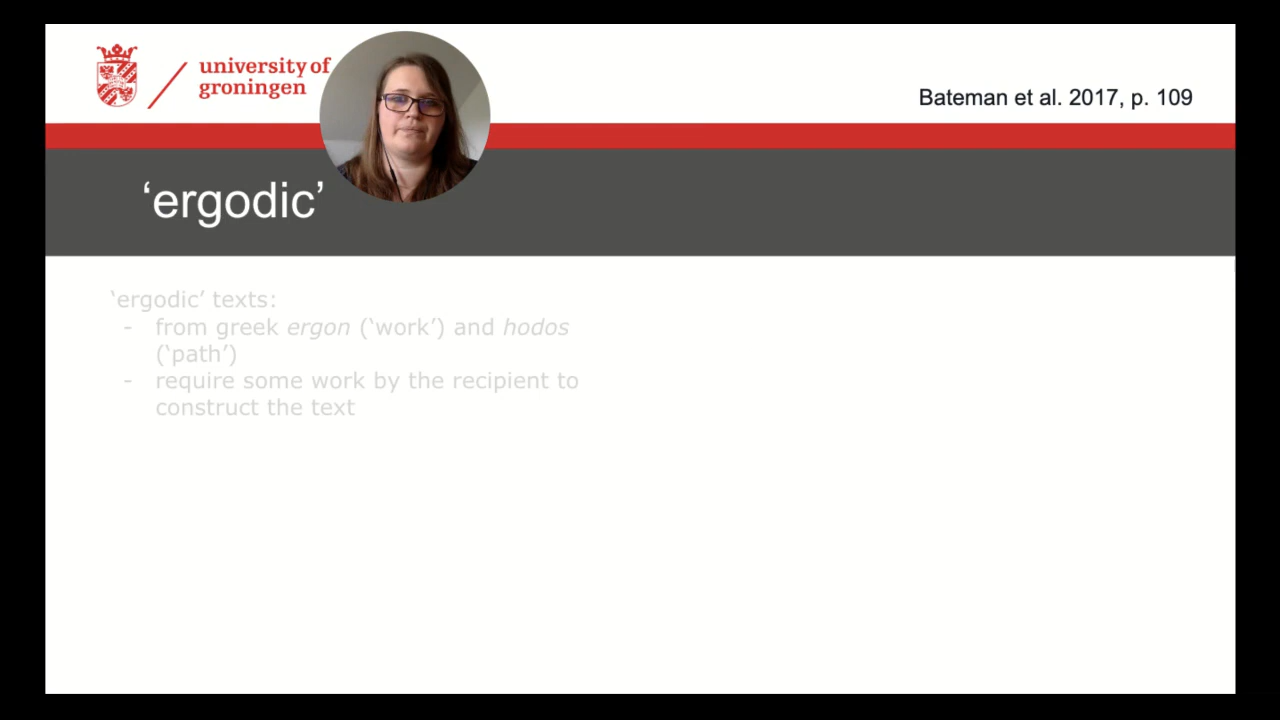 university of
groningen
Bateman et al. 2017, p. 109
‘ergodic’
‘ergodic’ texts:
- from greek ergon (‘work’) and hodos
(‘path’)
- require some work by the recipient to
construct the text